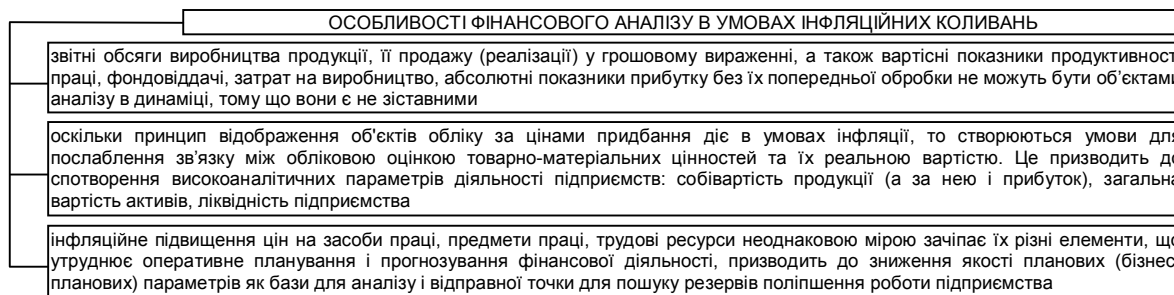 ОСОБЛИВОСТІ ФІНАНСОВОГО АНАЛІЗУ В УМОВАХ ІНФЛЯЦІЙНИХ КОЛИВАНЬ
звітні обсяги виробництва продукції, її продажу (реалізації) у грошовому вираженні, а також вартісні показники продуктивності
праці, фондовіддачі, затрат на виробництво, абсолютні показники прибутку без їх попередньої обробки не можуть бути об’єктами
аналізу в динаміці, тому що вони є не зіставними
оскільки принцип відображення об'єктів обліку за цінами придбання діє в умовах інфляції, то створюються умови для
послаблення зв’язку між обліковою оцінкою товарно-матеріальних цінностей та їх реальною вартістю. Це призводить до
спотворення високоаналітичних параметрів діяльності підприємств: собівартість продукції (а за нею і прибуток), загальна
вартість активів, ліквідність підприємства
інфляційне підвищення цін на засоби праці, предмети праці, трудові ресурси неоднаковою мірою зачіпає їх різні елементи, що
утруднює оперативне планування і прогнозування фінансової діяльності, призводить до зниження якості планових (бізнес-
планових) параметрів як бази для аналізу і відправної точки для пошуку резервів поліпшення роботи підприємства